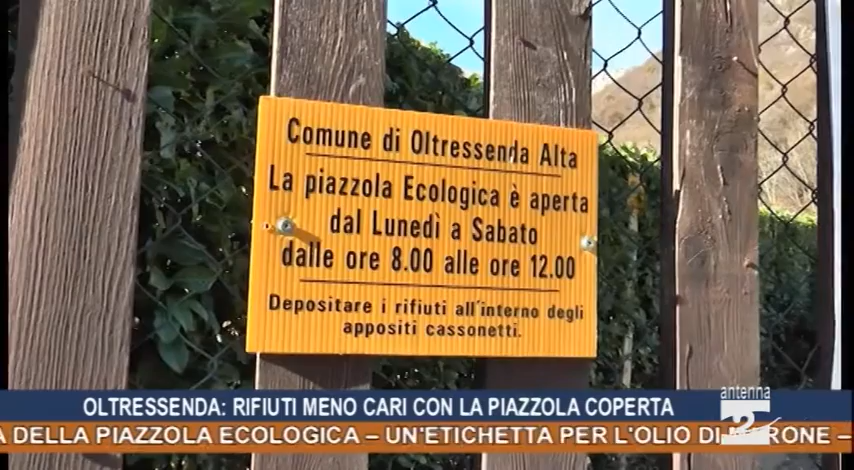 Comune di Oltressenda Alta
La piazzola Ecologica è aperta
dal Lunedì a Sabato
dalle ore 8.00 alle ore 12.00
Depositare i rifiuti all'interno degli
appositi cassonetti.
OLTRESSENDA: RIFIUTI MENO CARI CON LA PIAZZOLA COPERTA
antenna
2
A DELLA PIAZZOLA ECOLOGICA – UN'ETICHETTA PER L'OLIO DI